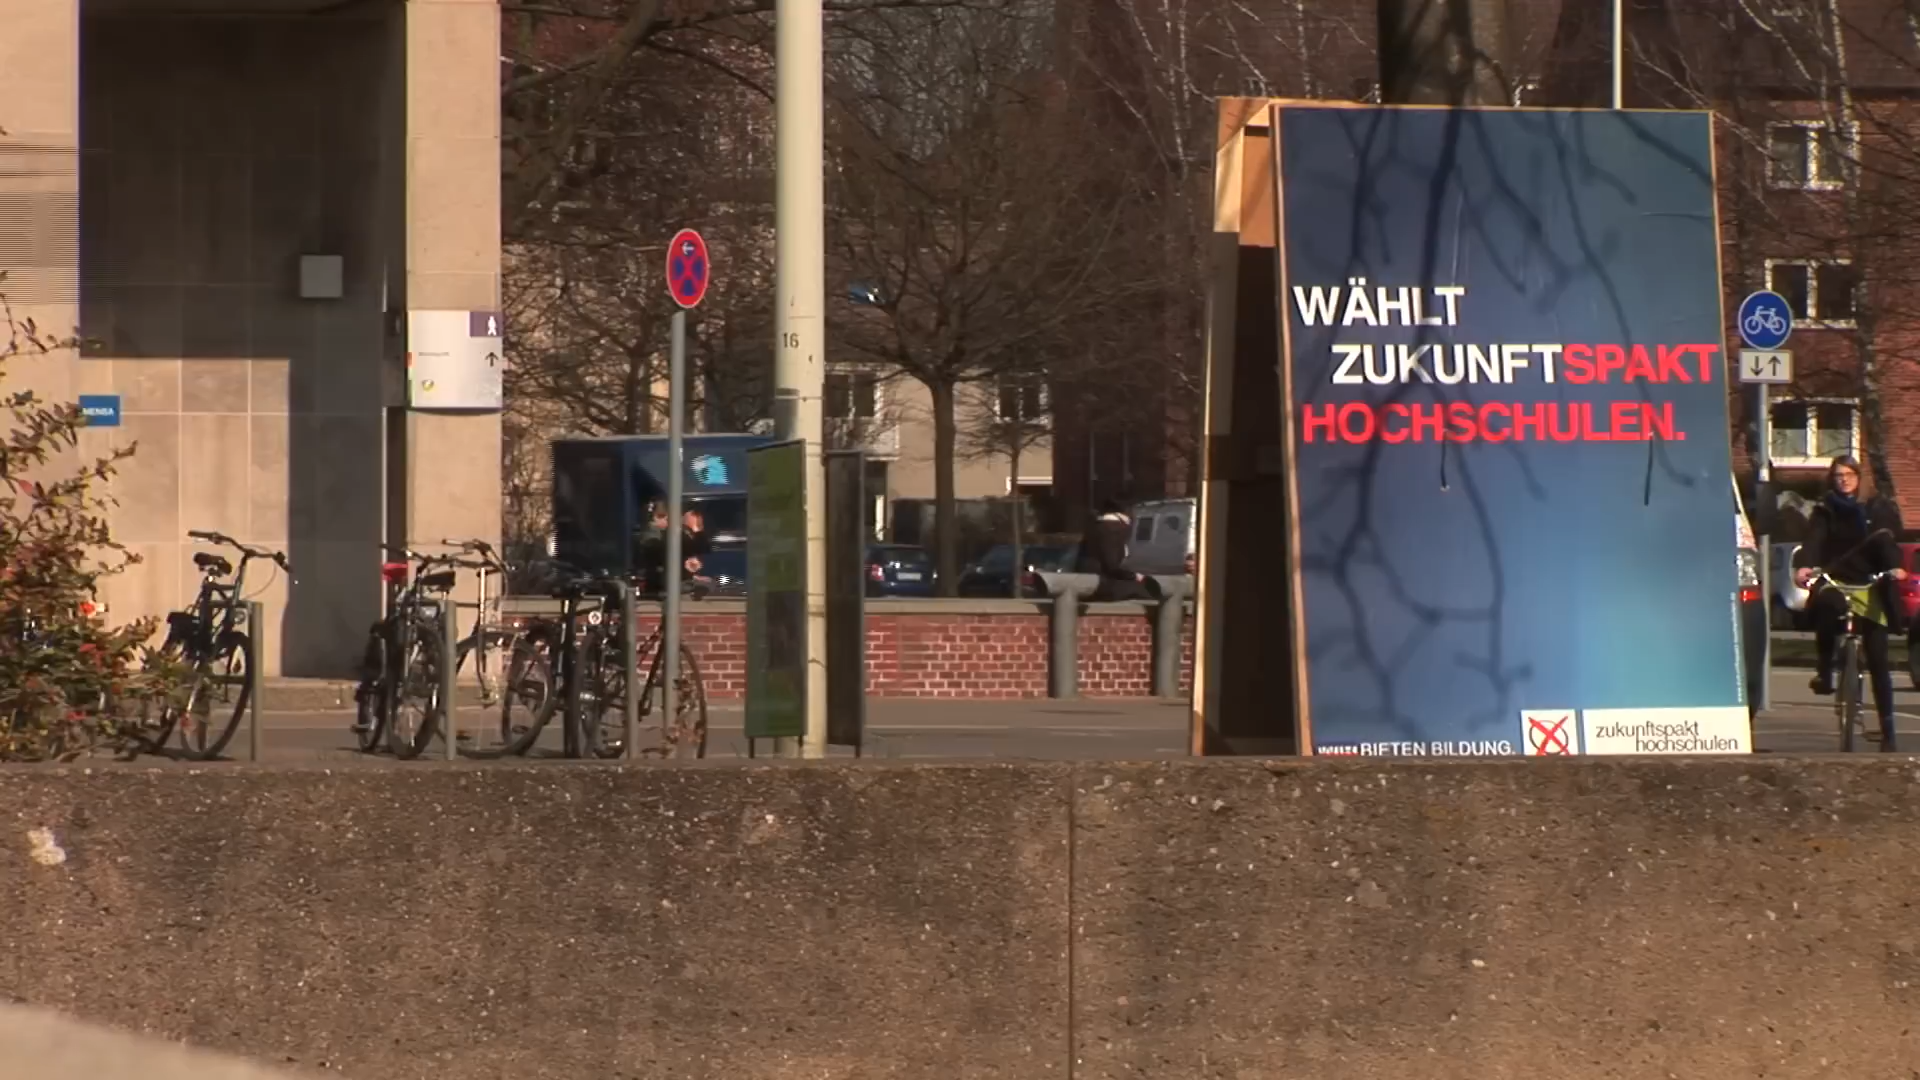 MENSA
16
WÄHLT
ZUKUNFTSPAKT
HOCHSCHULEN.
BIETEN BILDUNG.
zukunftspakt
hochschulen